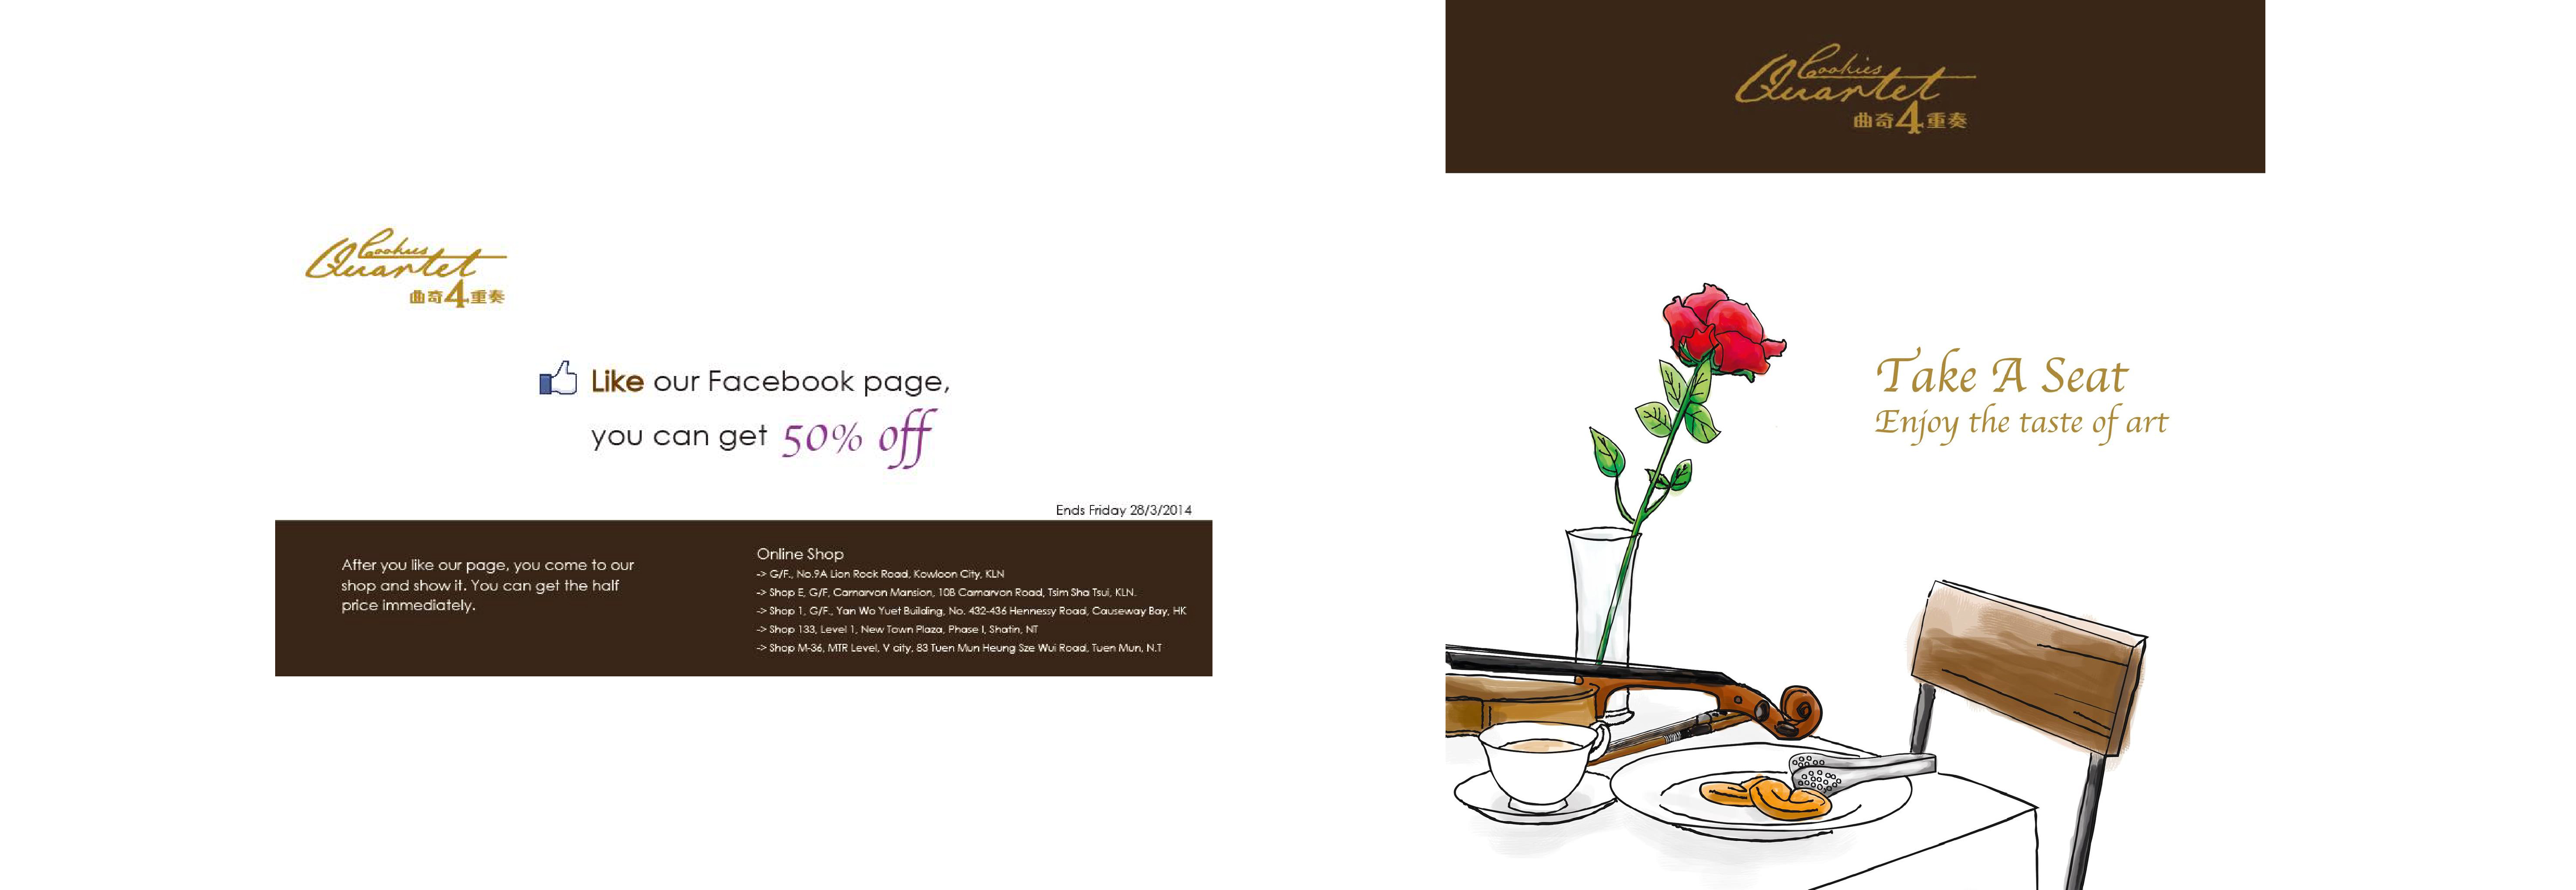 Cookies
Quartet
曲奇4重奏
Like our Facebook page,
you can get 50% off
Ends Friday 28/3/2014
After you like our page, you come to our
shop and show it. You can get the half
price immediately.
Online Shop
-> G/F., No.9A Lion Rock Road, Kowloon City, KLN
-> Shop E, G/F, Carnarvon Mansion, 10B Carnarvon Road, Tsim Sha Tsui, KLN.
-> Shop 1, G/F., Yan Wo Yuet Building, No. 432-436 Hennessy Road, Causeway Bay, HK
-> Shop 133, Level 1, New Town Plaza, Phase I, Shatin, NT
-> Shop M-36, MTR Level, V city, 83 Tuen Mun Heung Sze Wui Road, Tuen Mun, N.T
Cookies
Quartet
曲奇4重奏
Take A Seat
Enjoy the taste of art